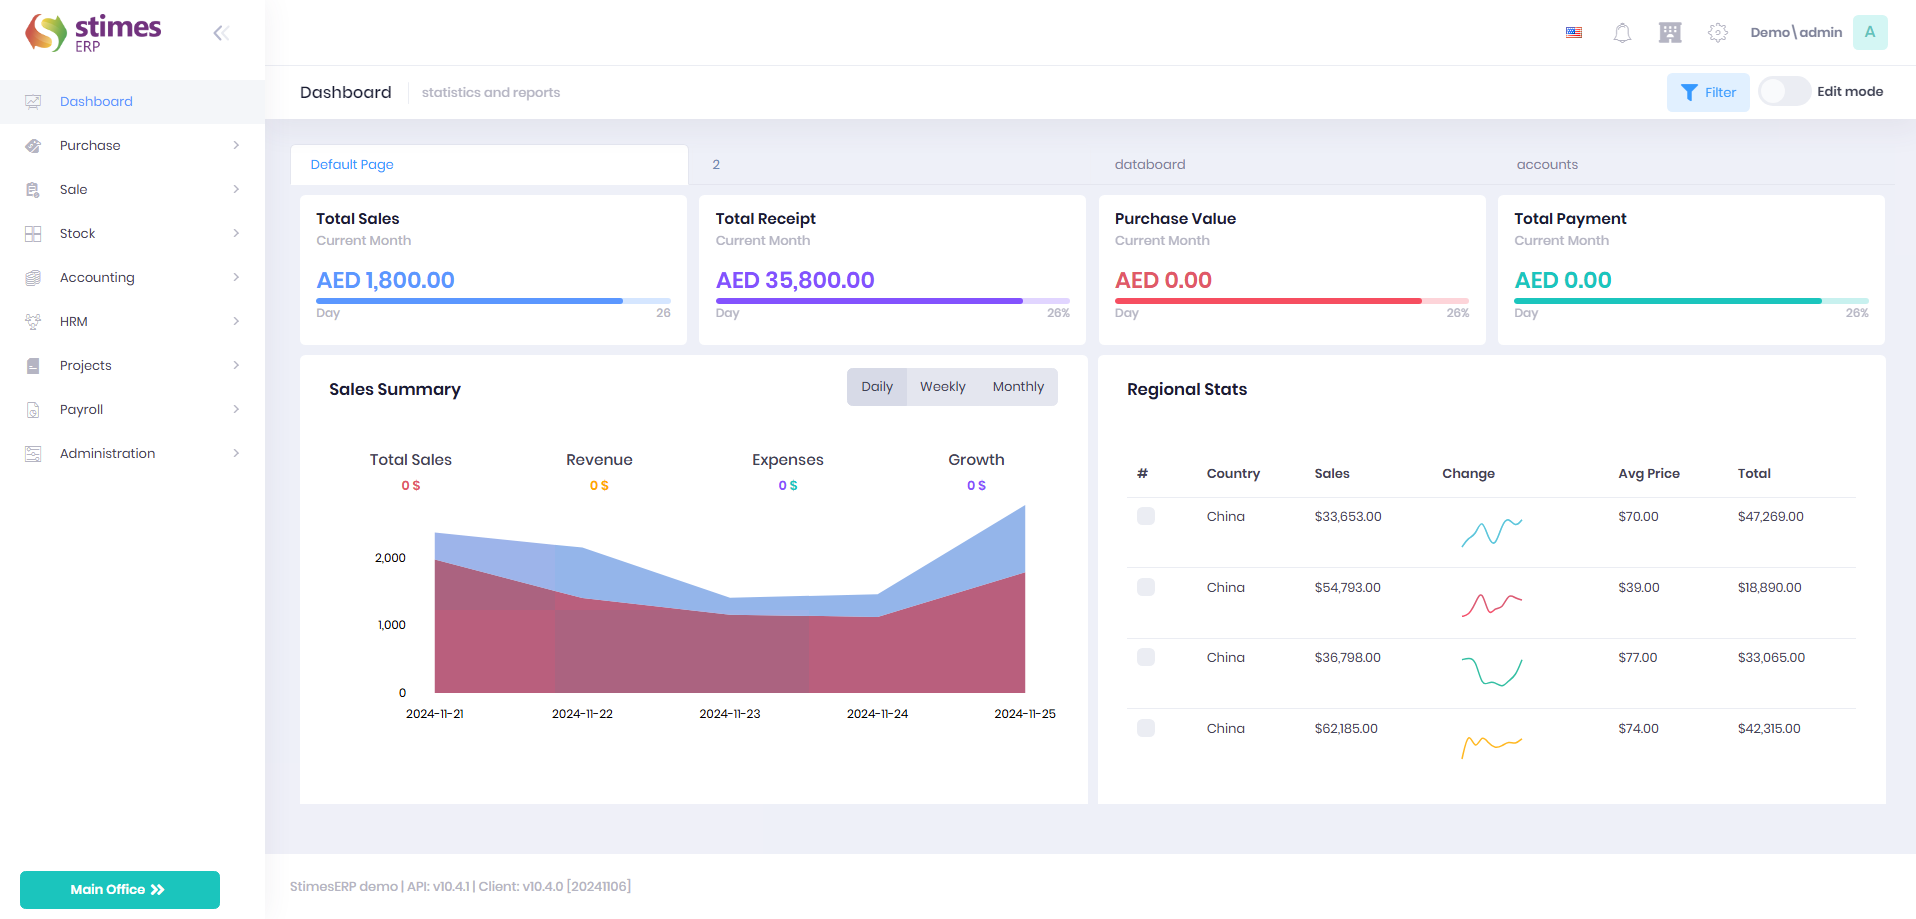 stimes
ERP
Demo\admin
A
Dashboard
Purchase
Sale
Stock
Accounting
HRM
Projects
Payroll
Administration
Main Office
Dashboard
statistics and reports
Filter
Edit mode
Default Page
2
databoard
accounts
Total Sales
Current Month
AED 1,800.00
Day
26
Total Receipt
Current Month
AED 35,800.00
Day
26%
Purchase Value
Current Month
AED 0.00
Day
26%
Total Payment
Current Month
AED 0.00
Day
26%
Sales Summary
Daily
Weekly
Monthly
Total Sales
0 $
Revenue
0 $
Expenses
0 $
Growth
0 $
2,000
1,000
0
2024-11-21
2024-11-22
2024-11-23
2024-11-24
2024-11-25
Regional Stats
# Country Sales Change Avg Price Total
China $33,653.00 $70.00 $47,269.00
China $54,793.00 $39.00 $18,890.00
China $36,798.00 $77.00 $33,065.00
China $62,185.00 $74.00 $42,315.00
StimesERP demo | API: v10.4.1 | Client: v10.4.0 [20241106]